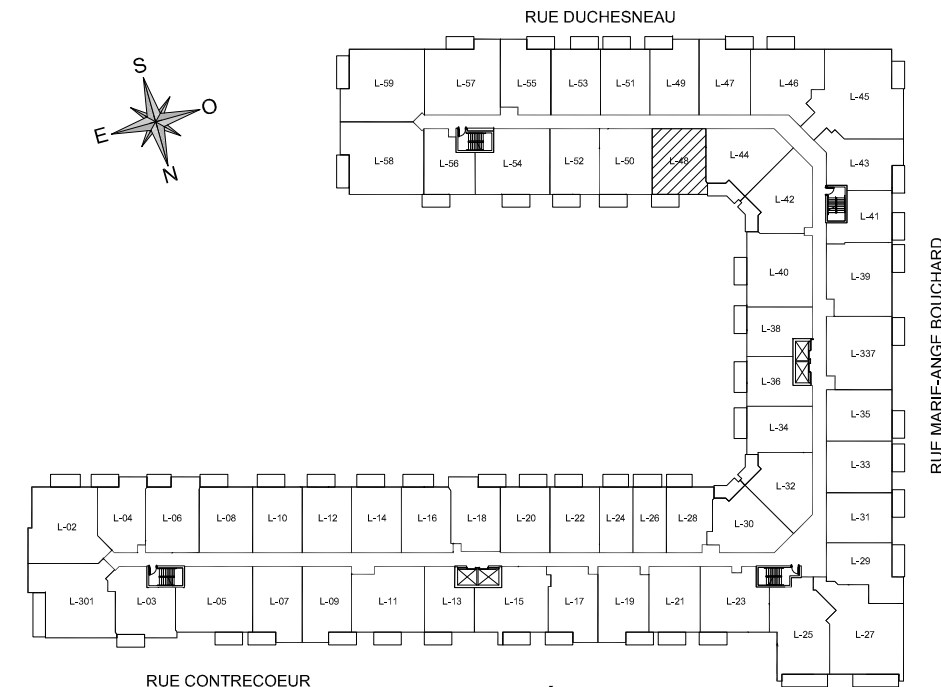 RUE DUCHESNEAU
S
O
E
N
L-59
L-57
L-55
L-53
L-51
L-49
L-47
L-46
L-45
L-58
L-56
L-54
L-52
L-50
L-48
L-44
L-43
L-42
L-41
L-40
L-39
L-38
L-337
L-36
L-35
L-34
L-33
L-32
L-31
L-30
L-29
RUE MARIE-ANGE BOUCHARD
L-02
L-04
L-06
L-08
L-10
L-12
L-14
L-16
L-18
L-20
L-22
L-24
L-26
L-28
L-301
L-03
L-05
L-07
L-09
L-11
L-13
L-15
L-17
L-19
L-21
L-23
L-25
L-27
RUE CONTRECOEUR